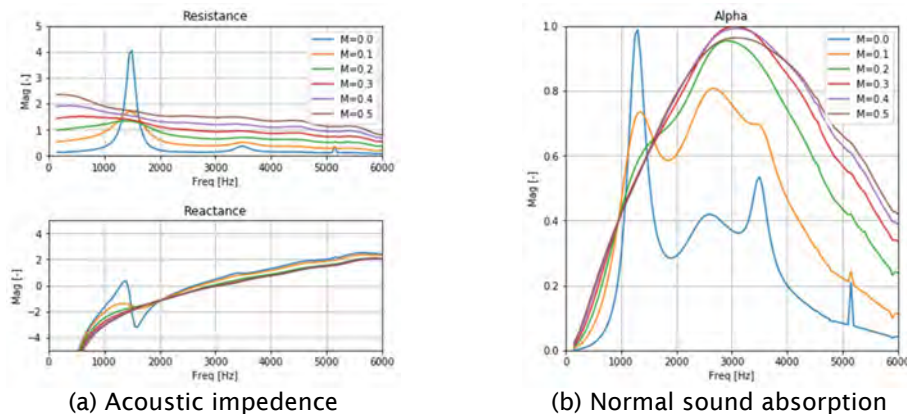 Resistance
Mag [-]
5
4
3
2
1
0
M=0.0
M=0.1
M=0.2
M=0.3
M=0.4
M=0.5
0 1000 2000 3000 4000 5000 6000
Freq [Hz]
Reactance
Mag [-]
4
2
0
-2
-4
0 1000 2000 3000 4000 5000 6000
Freq [Hz]
(a) Acoustic impedence
Alpha
Mag [-]
1.0
0.8
0.6
0.4
0.2
0.0
M=0.0
M=0.1
M=0.2
M=0.3
M=0.4
M=0.5
0 1000 2000 3000 4000 5000 6000
Freq [Hz]
(b) Normal sound absorption